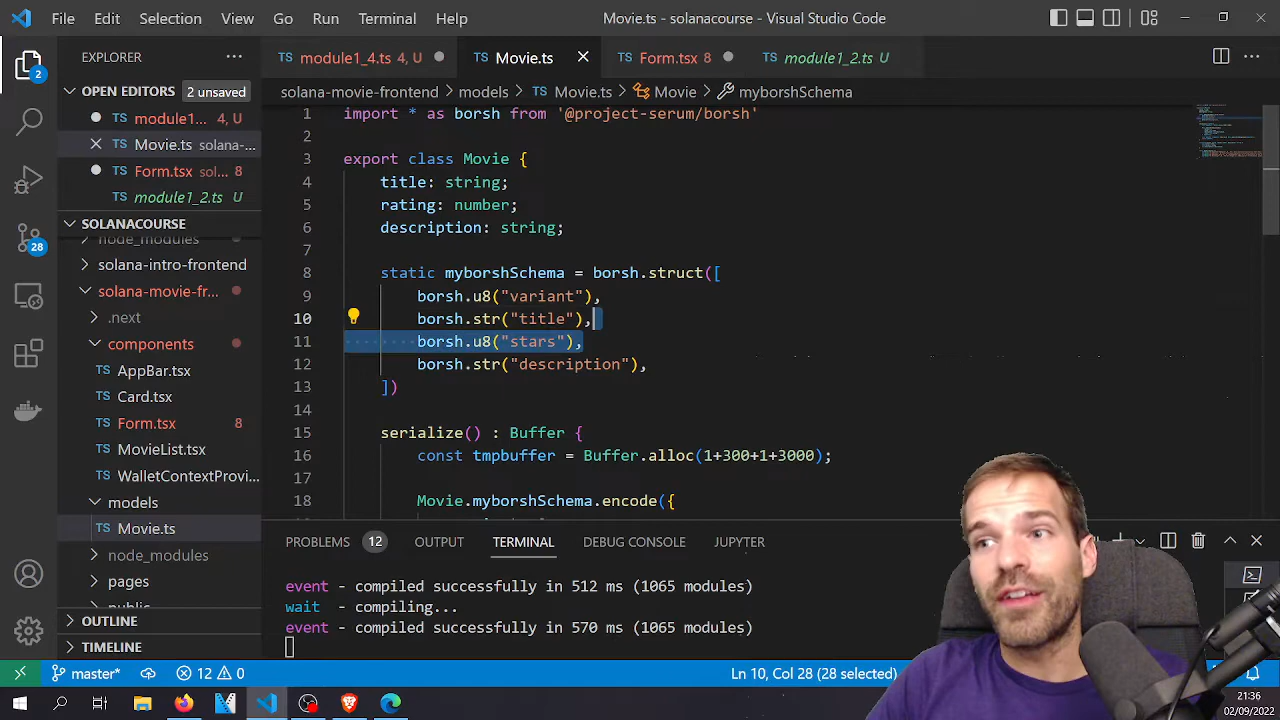 File Edit Selection View Go Run Terminal Help Movie.ts - solanacourse - Visual Studio Code
EXPLORER
TS module1_4.ts 4, U TS Movie.ts TS Form.tsx 8 TS module1_2.ts U
2
OPEN EDITORS 2 unsaved
solana-movie-frontend > models > TS Movie.ts > Movie > myborshSchema
TS module1... 4, U
TS Movie.ts sola-...
TS Form.tsx sol... 8
TS module1_2.ts U
SOLANACOURSE
node_modules
28
solana-intro-frontend
solana-movie-fr...
.next
components
TS AppBar.tsx
TS Card.tsx
TS Form.tsx 8
TS MovieList.tsx
TS WalletContextProvi...
models
TS Movie.ts
node_modules
pages
public
OUTLINE
TIMELINE
1 import * as borsh from '@project-serum/borsh'
2
3 export class Movie {
4 title: string;
5 rating: number;
6 description: string;
7
8 static myborshSchema = borsh.struct([
9 borsh.u8("variant"),
10 borsh.str("title"),
11 borsh.u8("stars"),
12 borsh.str("description"),
13 ])
14
15 serialize() : Buffer {
16 const tmpbuffer = Buffer.alloc(1+300+1+3000);
17
18 Movie.myborshSchema.encode({
PROBLEMS 12 OUTPUT TERMINAL DEBUG CONSOLE JUPYTER
event - compiled successfully in 512 ms (1065 modules)
wait - compiling...
event - compiled successfully in 570 ms (1065 modules)
master* 12 0 Ln 10, Col 28 (28 selected)
21:36
02/09/2022